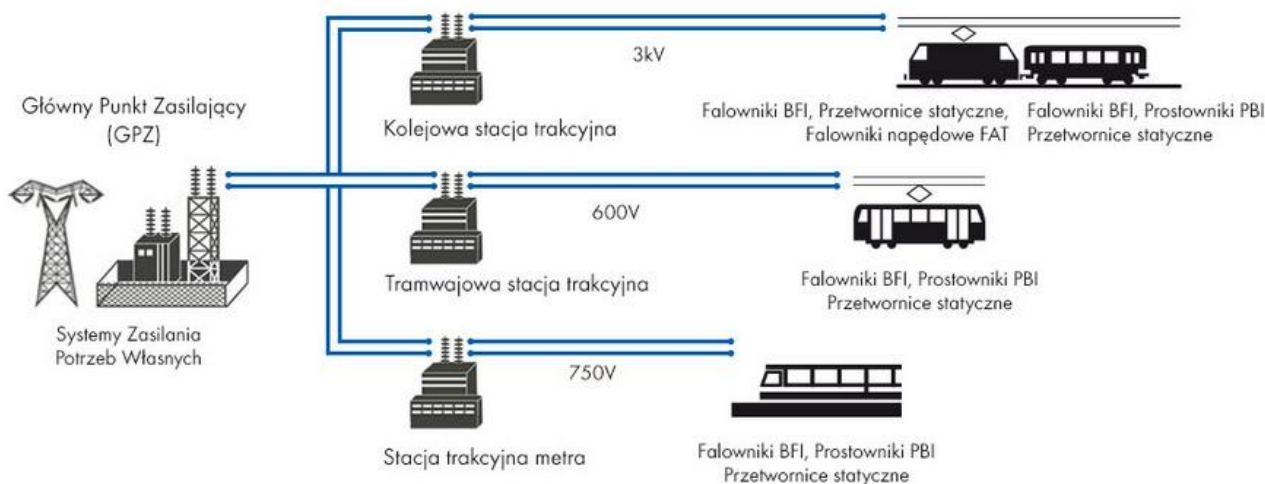 Główny Punkt Zasilający
(GPZ)
Systemy Zasilania
Potrzeb Własnych
Kolejowa stacja trakcyjna
3kV
Falowniki BFI, Przetwornice statyczne,
Falowniki napędowe FAT
Falowniki BFI, Prostowniki PBI
Przetwornice statyczne
Tramwajowa stacja trakcyjna
600V
Falowniki BFI, Prostowniki PBI
Przetwornice statyczne
Stacja trakcyjna metra
750V
Falowniki BFI, Prostowniki PBI
Przetwornice statyczne